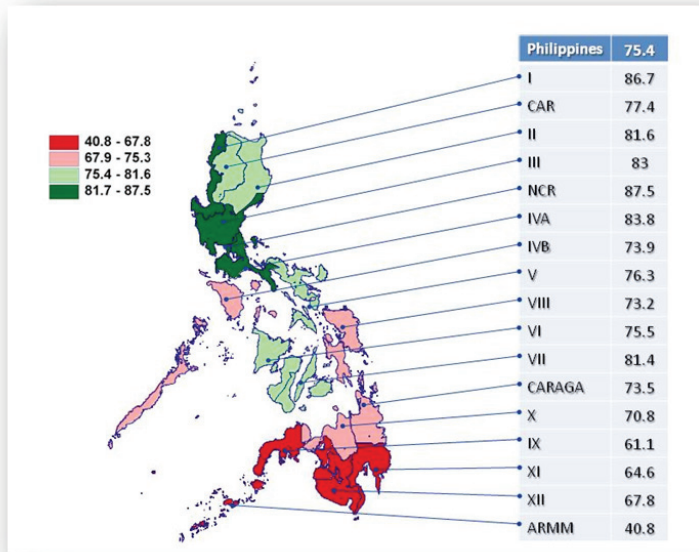 Philippines 75.4
I 86.7
CAR 77.4
II 81.6
III 83
NCR 87.5
IVA 83.8
IVB 73.9
V 76.3
VIII 73.2
VI 75.5
VII 81.4
CARAGA 73.5
X 70.8
IX 61.1
XI 64.6
XII 67.8
ARMM 40.8
40.8 - 67.8
67.9 - 75.3
75.4 - 81.6
81.7 - 87.5